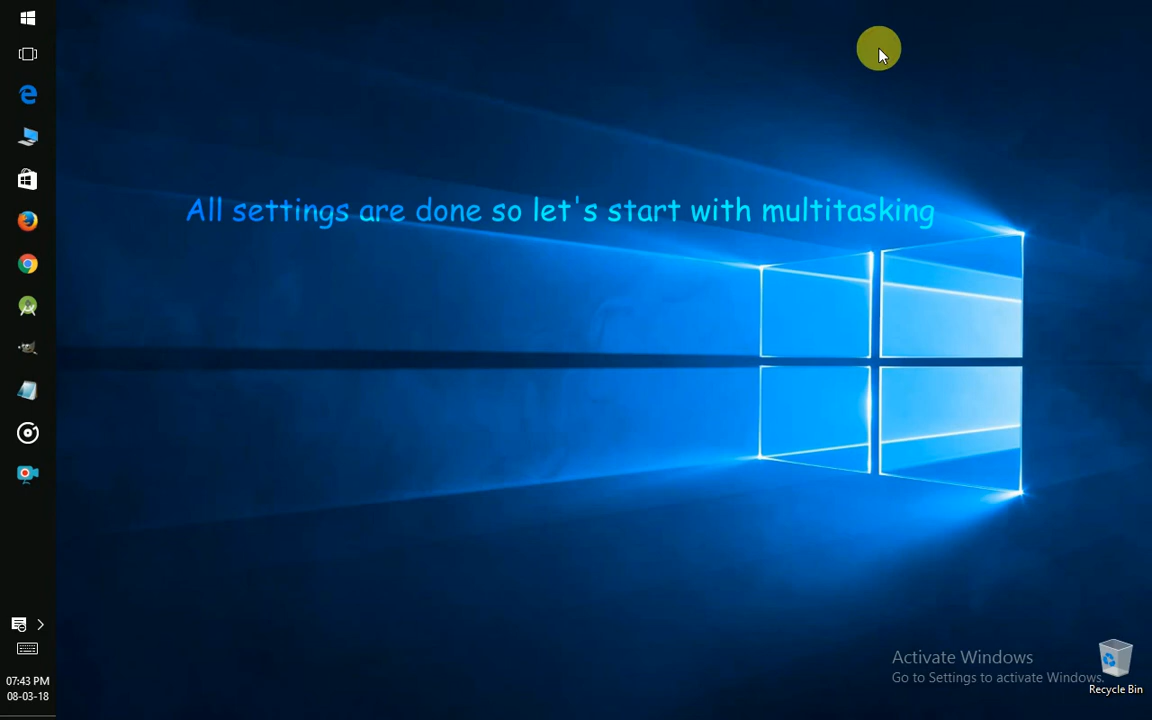 All settings are done so let's start with multitasking
Activate Windows
Go to Settings to activate Windows.
Recycle Bin
07:43 PM
08-03-18